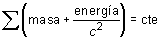 ∑(masa + energía/c²) = cte